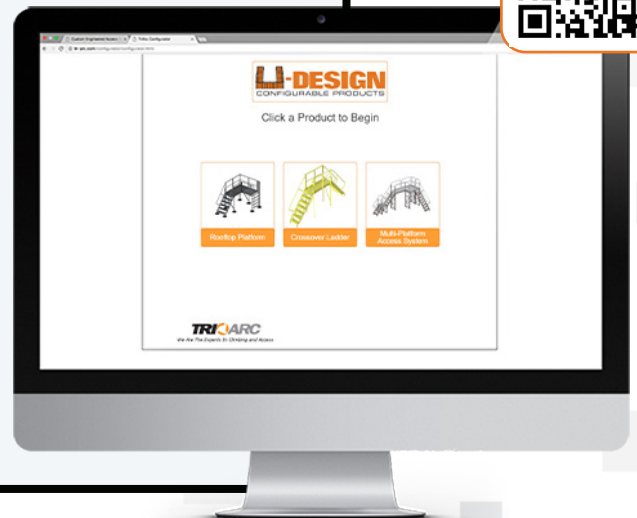 U-DESIGN
CONFIGURABLE PRODUCTS
Click a Product to Begin
Rooftop Platform
Crossover Ladder
Multi-Platform
Access System
TRI ARC
We Are The Experts In Climbing and Access